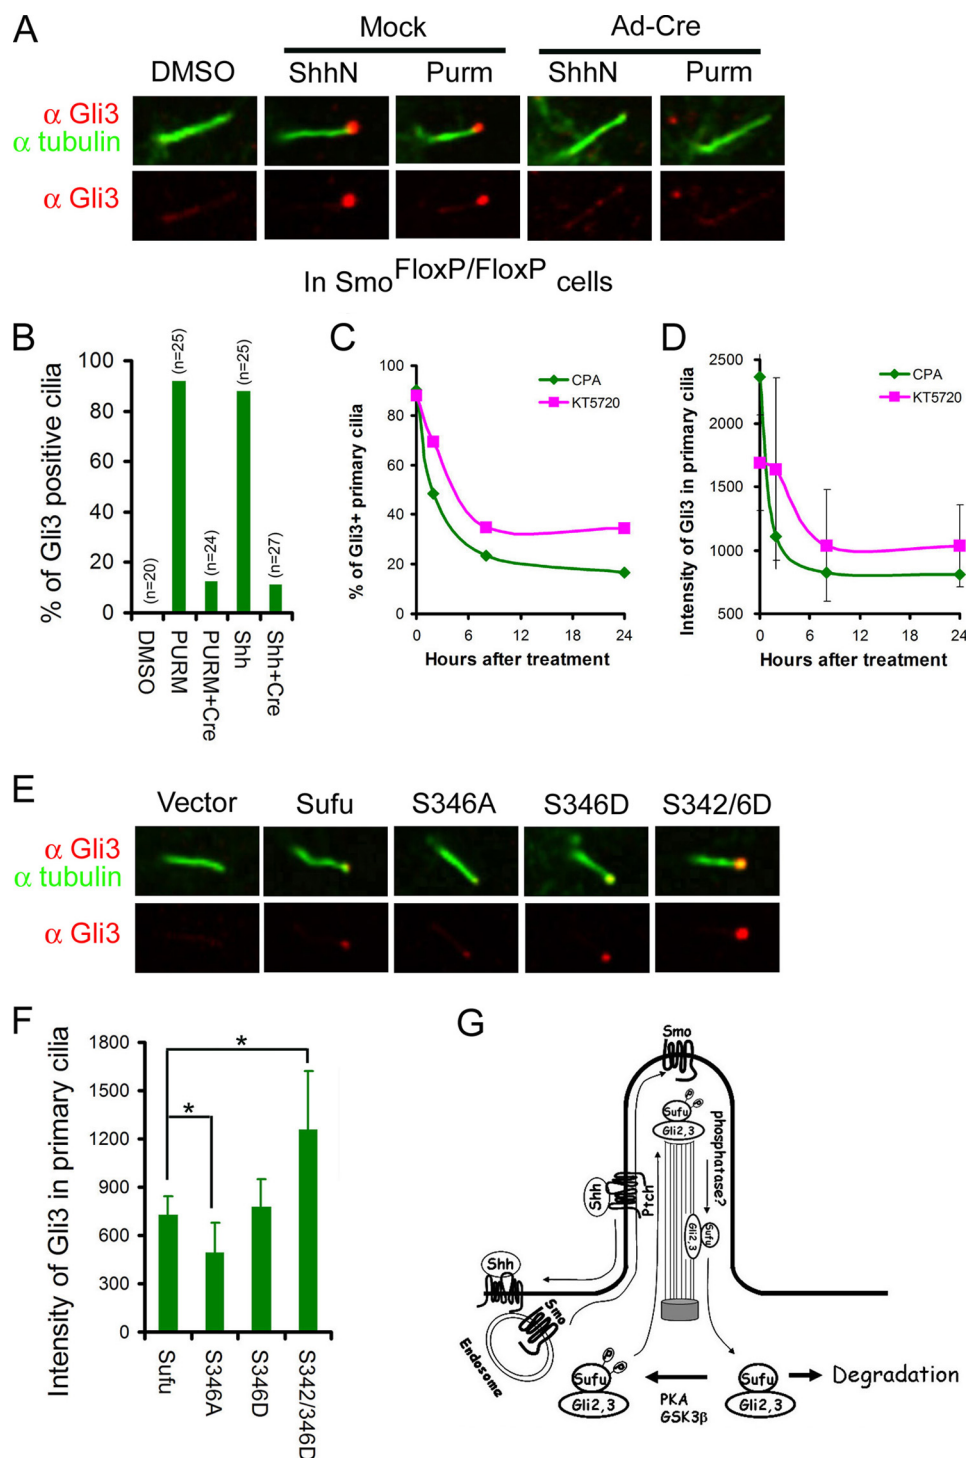 A
Mock
Ad-Cre
DMSO
ShhN
Purm
ShhN
Purm
α Gli3
α tubulin
α Gli3
In Smo FloxP/FloxP cells
B
% of Gli3 positive cilia
100
80
60
40
20
0
(n=20)
(n=25)
(n=24)
(n=25)
(n=27)
DMSO
PURM
PURM+Cre
Shh
Shh+Cre
C
% of Gli3+ primary cilia
100
80
60
40
20
0
CPA
KT5720
0 6 12 18 24
Hours after treatment
D
Intensity of Gli3 in primary cilia
2500
2000
1500
1000
500
CPA
KT5720
0 6 12 18 24
Hours after treatment
E
Vector
Sufu
S346A
S346D
S342/6D
α Gli3
α tubulin
α Gli3
F
Intensity of Gli3 in primary cilia
1800
1500
1200
900
600
300
0
*
*
Sufu
S346A
S346D
S342/346D
G
Smo
P
P
Sufu
Gli2,3
phosphatase?
Shh
Ptch
Gli2,3
Sufu
Shh
Smo
Endosome
P
P
Sufu
Gli2,3
PKA
GSK3β
Sufu
Gli2,3
Degradation